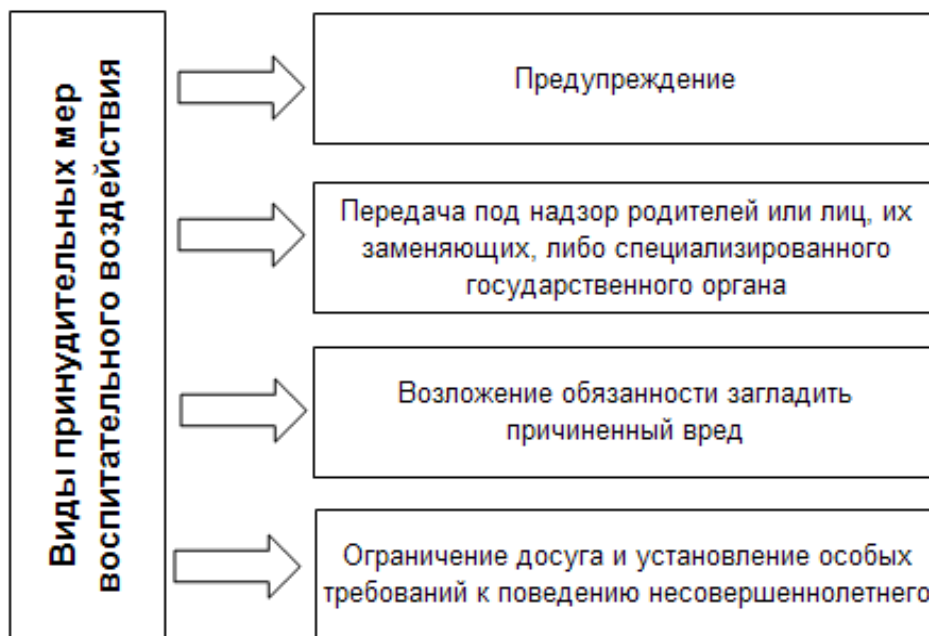 Виды принудительных мер
воспитательного воздействия
Предупреждение
Передача под надзор родителей или лиц, их
заменяющих, либо специализированного
государственного органа
Возложение обязанности загладить
причиненный вред
Ограничение досуга и установление особых
требований к поведению несовершеннолетнего